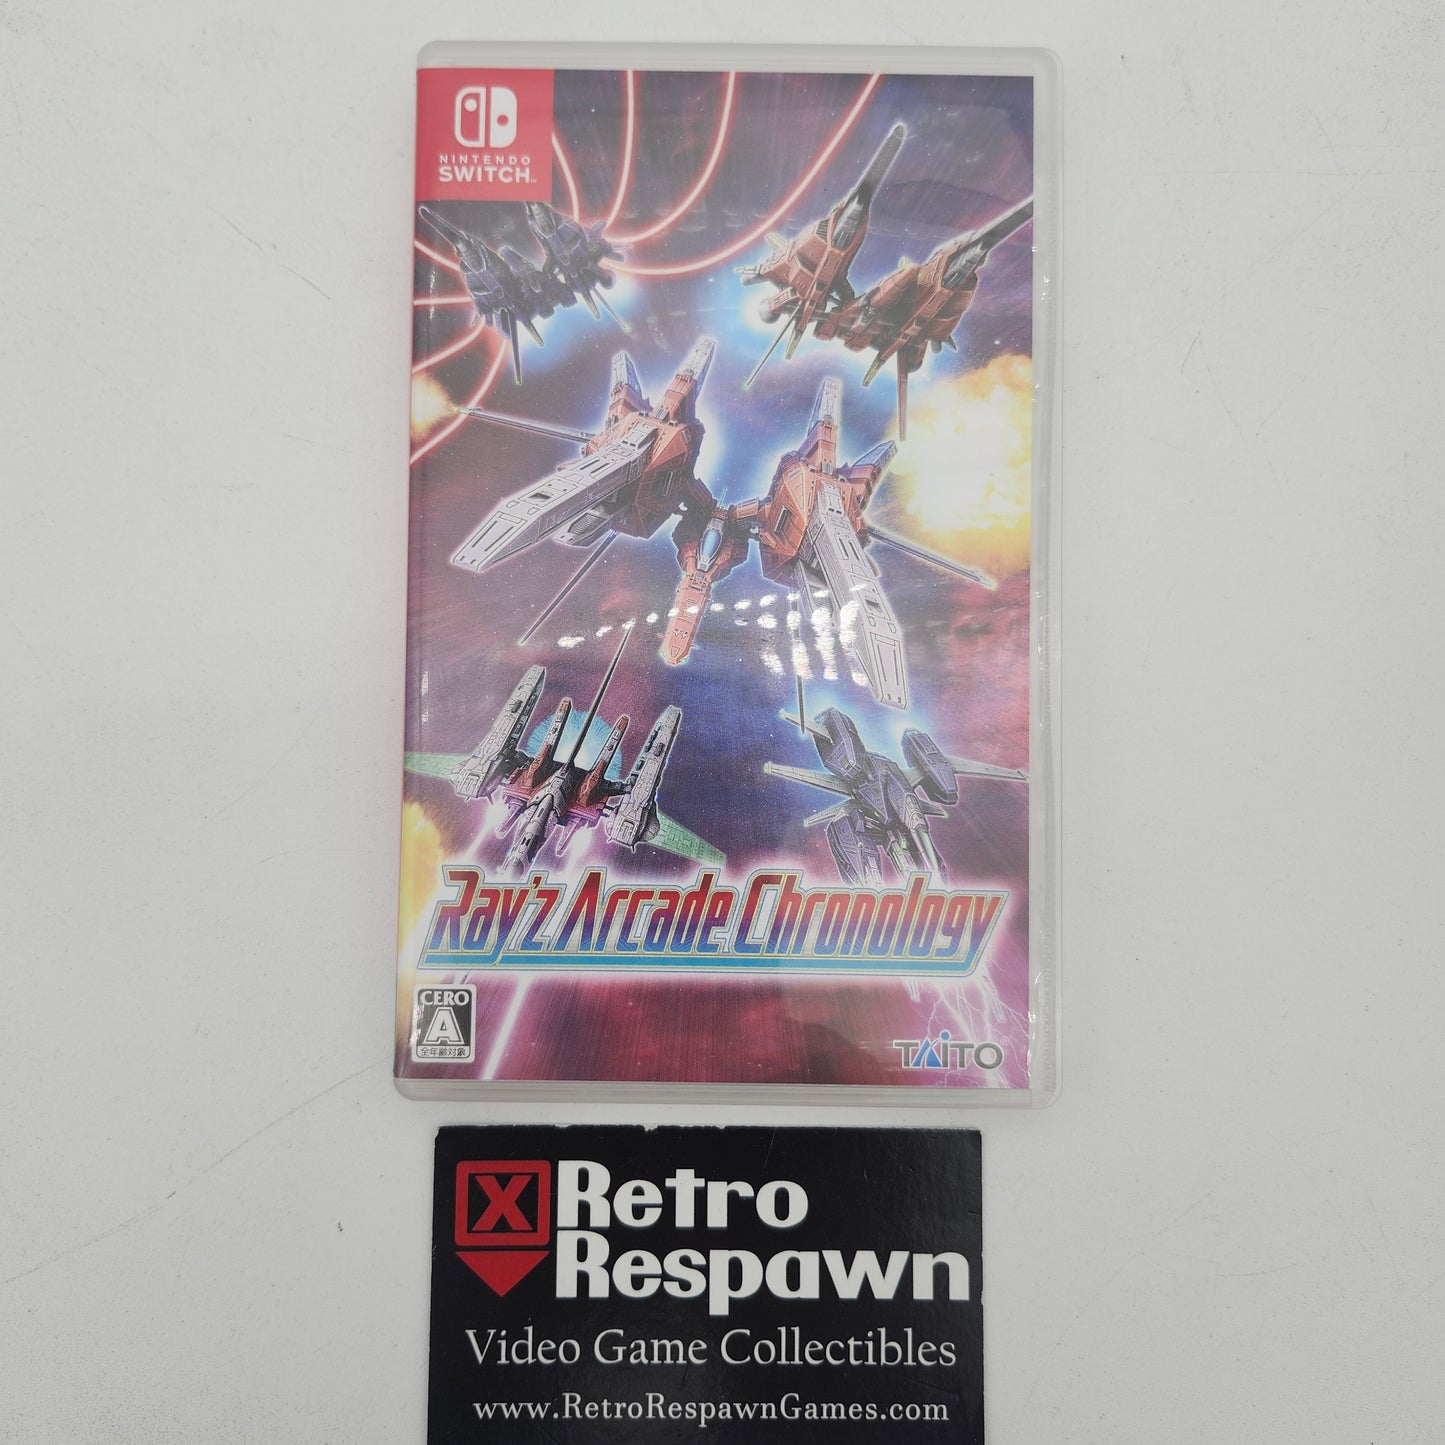 NINTENDO
SWITCH™
Ray'z Arcade Chronology
CERO
A
全年齢対象
TAITO®
X Retro
Respawn
Video Game Collectibles
www.RetroRespawnGames.com